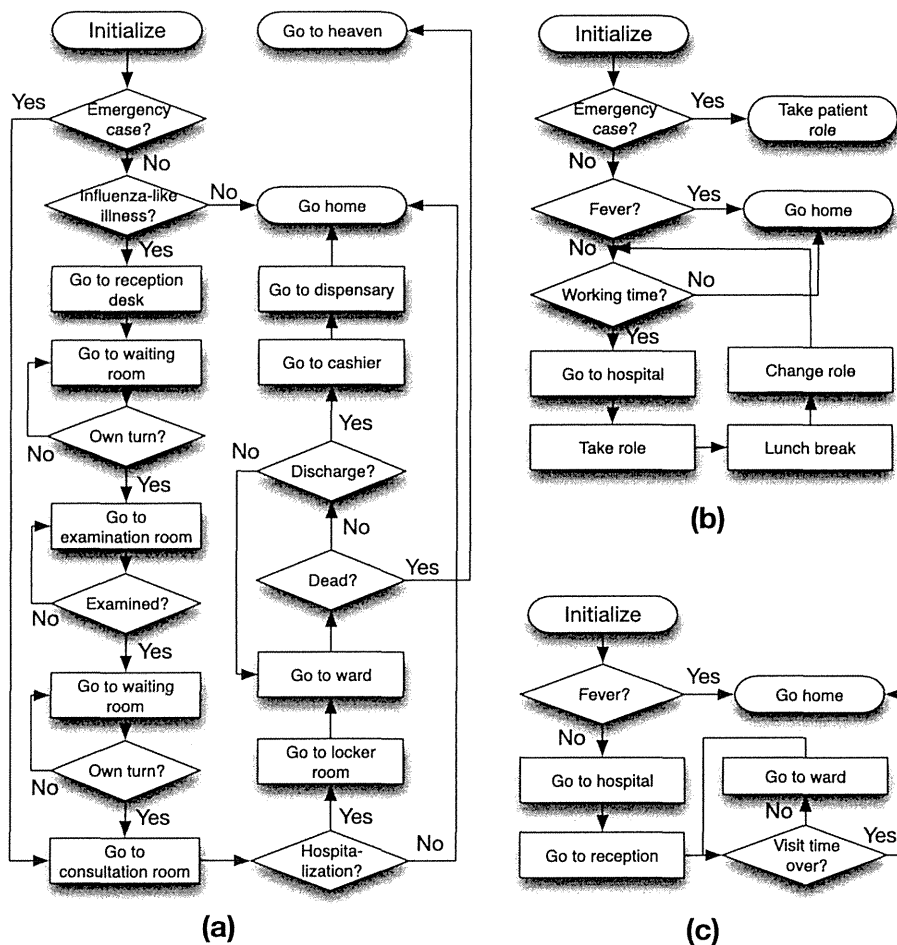 Initialize
Emergency
case?
Yes
No
Influenza-like
illness?
No
Yes
Go to reception
desk
Go to waiting
room
Own turn?
No
Yes
Go to
examination room
Examined?
No
Yes
Go to waiting
room
Own turn?
No
Yes
Go to
consultation room
Hospita-
lization?
No
Yes
Go to locker
room
Go to ward
Dead?
Yes
No
Discharge?
No
Yes
Go to cashier
Go to dispensary
Go home
Go to heaven
(a)
Initialize
Emergency
case?
Yes
Take patient
role
No
Fever?
Yes
Go home
No
Working time?
No
Yes
Go to hospital
Take role
Lunch break
Change role
(b)
Initialize
Fever?
Yes
Go home
No
Go to hospital
Go to reception
Visit time
over?
No
Yes
Go to ward
(c)